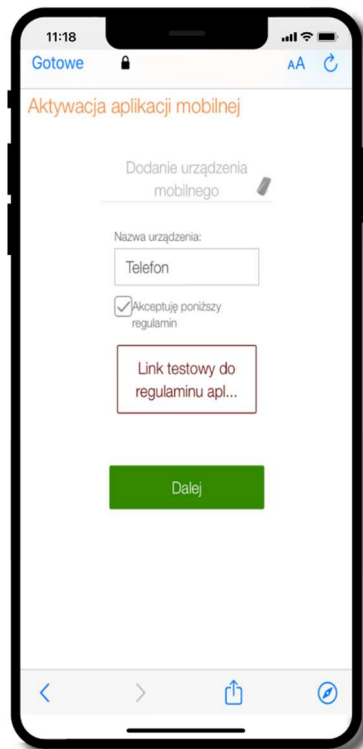 11:18
Gotowe AA
Aktywacja aplikacji mobilnej
Dodanie urządzenia
mobilnego
Nazwa urządzenia:
Telefon
Akceptuję poniższy
regulamin
Link testowy do
regulaminu apl...
Dalej